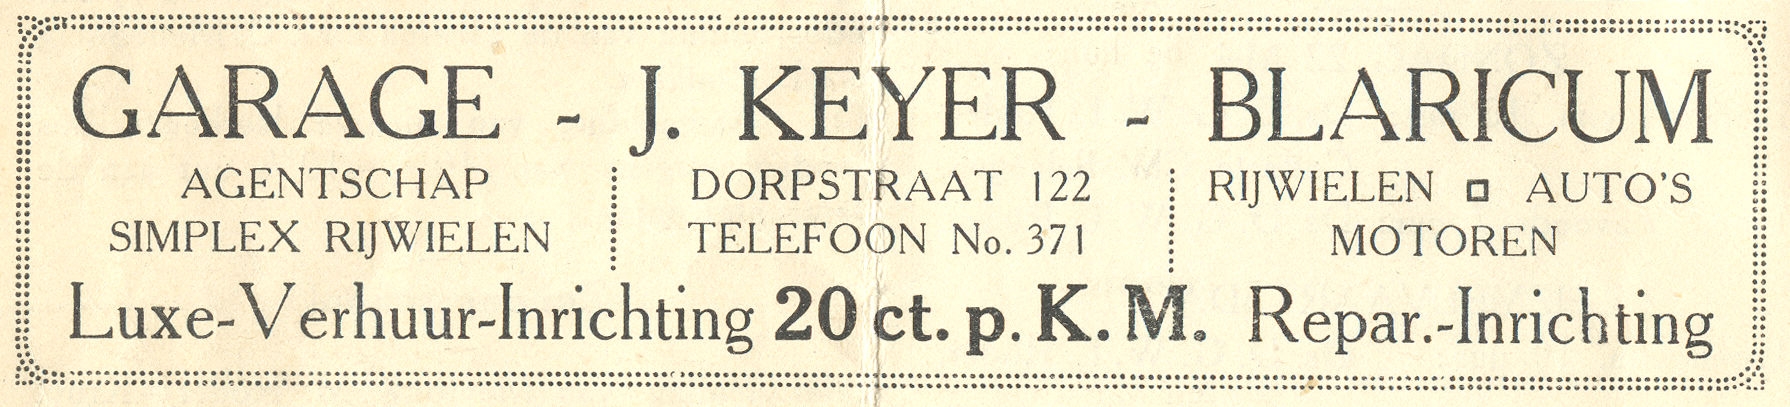 GARAGE - J. KEYER - BLARICUM
AGENTSCHAP
SIMPLEX RIJWIELEN
DORPSTRAAT 122
TELEFOON No. 371
RIJWIELEN □ AUTO'S
MOTOREN
Luxe-Verhuur-Inrichting 20 ct. p. K. M. Repar.-Inrichting